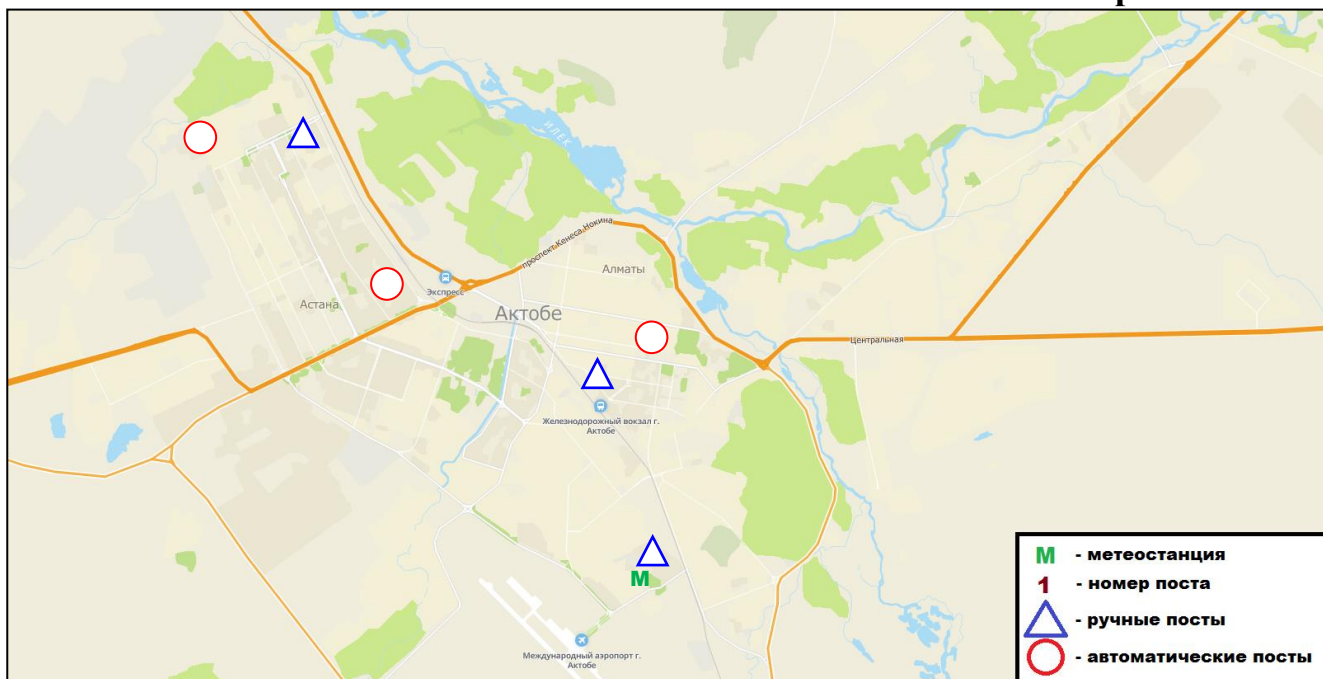 ИЛЕК
проспект Кенеса Нокина
Алматы
Экспресс
Астана
Актобе
Центральная
Железнодорожный вокзал г.
Актобе
М
Международный аэропорт г.
Актобе
М - метеостанция
1 - номер поста
- ручные посты
- автоматические посты